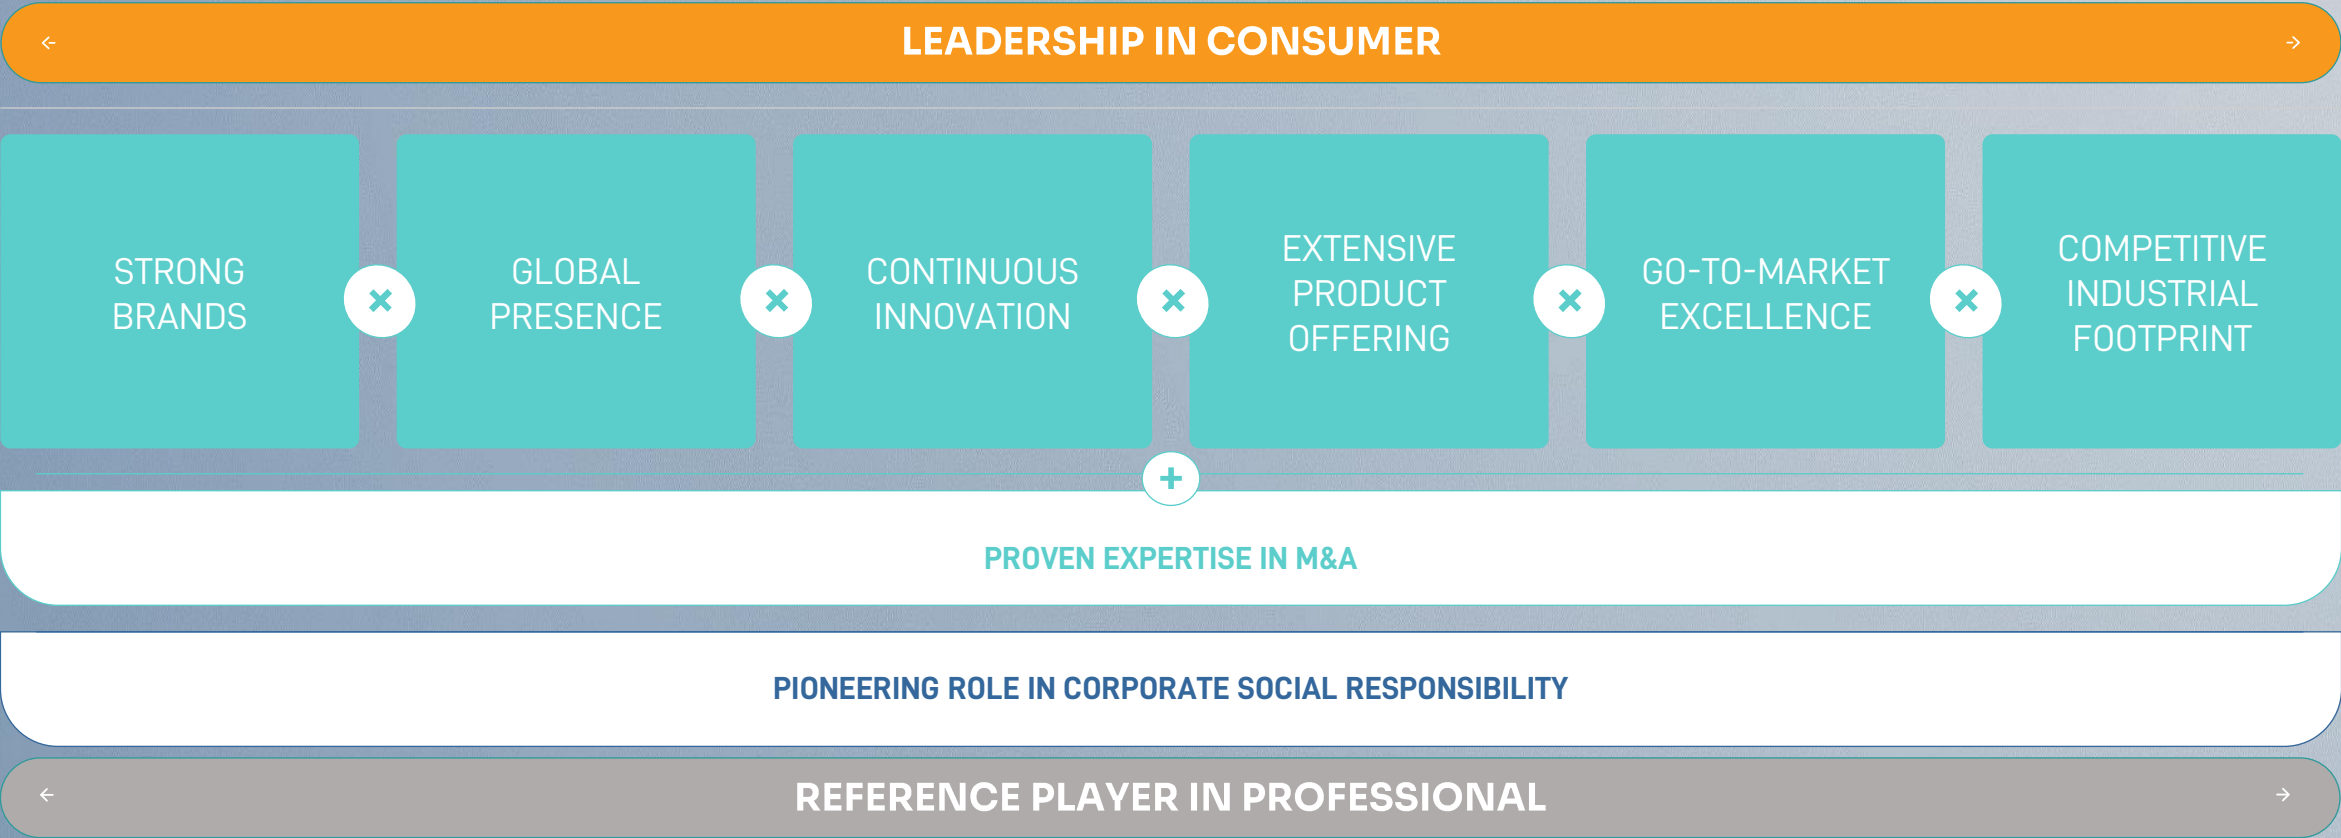 LEADERSHIP IN CONSUMER
STRONG
BRANDS
GLOBAL
PRESENCE
CONTINUOUS
INNOVATION
EXTENSIVE
PRODUCT
OFFERING
GO-TO-MARKET
EXCELLENCE
COMPETITIVE
INDUSTRIAL
FOOTPRINT
PROVEN EXPERTISE IN M&A
PIONEERING ROLE IN CORPORATE SOCIAL RESPONSIBILITY
REFERENCE PLAYER IN PROFESSIONAL